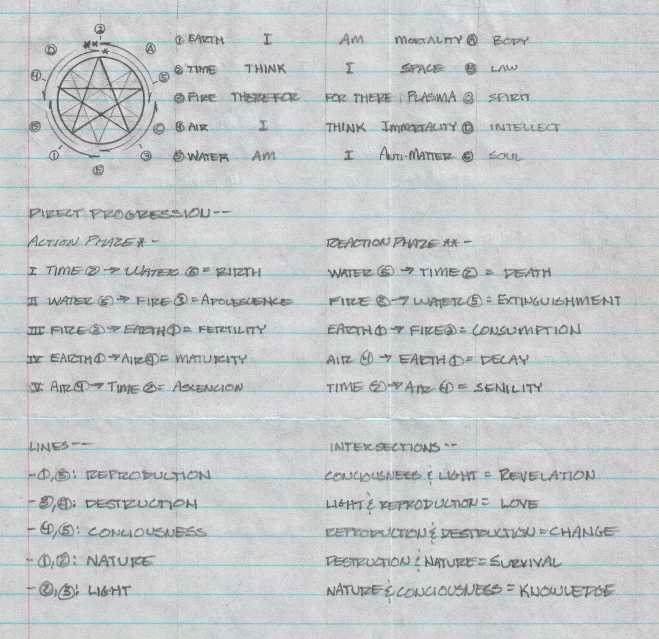 ②
** *
Ⓓ Ⓐ
④ ⑤
Ⓑ Ⓒ
① ③
Ⓔ
① EARTH I AM MORTALITY Ⓐ BODY
② TIME THINK I SPACE Ⓑ LAW
③ FIRE THEREFOR FOR THERE PLASMA Ⓒ SPIRIT
④ AIR I THINK IMMORTALITY Ⓓ INTELLECT
⑤ WATER AM I ANTI-MATTER Ⓔ SOUL
DIRECT PROGRESSION--
ACTION PHAZE * -
I TIME ② → WATER ⑤ = BIRTH
II WATER ⑤ → FIRE ③ = ADOLESCENCE
III FIRE ③ → EARTH ① = FERTILITY
IV EARTH ① → AIR ④ = MATURITY
V AIR ④ → TIME ② = ASCENCION
REACTION PHAZE ** -
WATER ⑤ → TIME ② = DEATH
FIRE ③ → WATER ⑤ = EXTINGUISHMENT
EARTH ① → FIRE ③ = CONSUMPTION
AIR ④ → EARTH ① = DECAY
TIME ② → AIR ④ = SENILITY
LINES--
-①,⑤: REPRODUCTION
-③,④: DESTRUCTION
-④,⑤: CONCIOUSNESS
-①,②: NATURE
-②,③: LIGHT
INTERSECTIONS--
CONCIOUSNESS & LIGHT = REVELATION
LIGHT & REPRODUCTION = LOVE
REPRODUCTION & DESTRUCTION = CHANGE
DESTRUCTION & NATURE = SURVIVAL
NATURE & CONCIOUSNESS = KNOWLEDGE